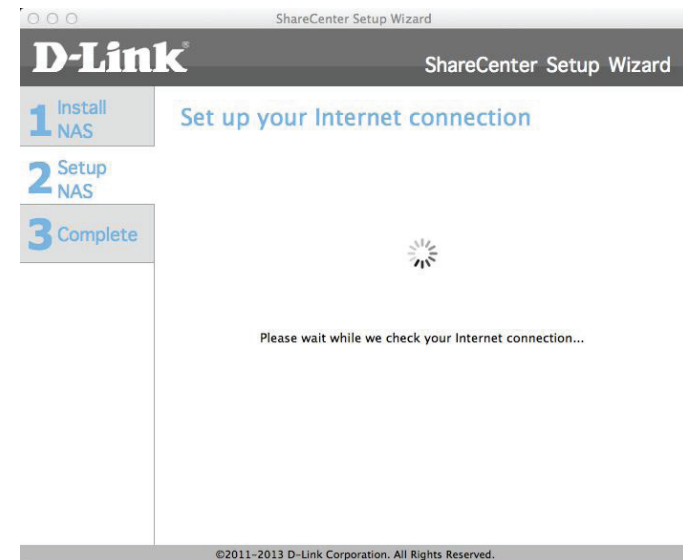 ShareCenter Setup Wizard
D-Link
ShareCenter Setup Wizard
1 Install
NAS
Set up your Internet connection
2 Setup
NAS
3 Complete
Please wait while we check your Internet connection...
©2011-2013 D-Link Corporation. All Rights Reserved.